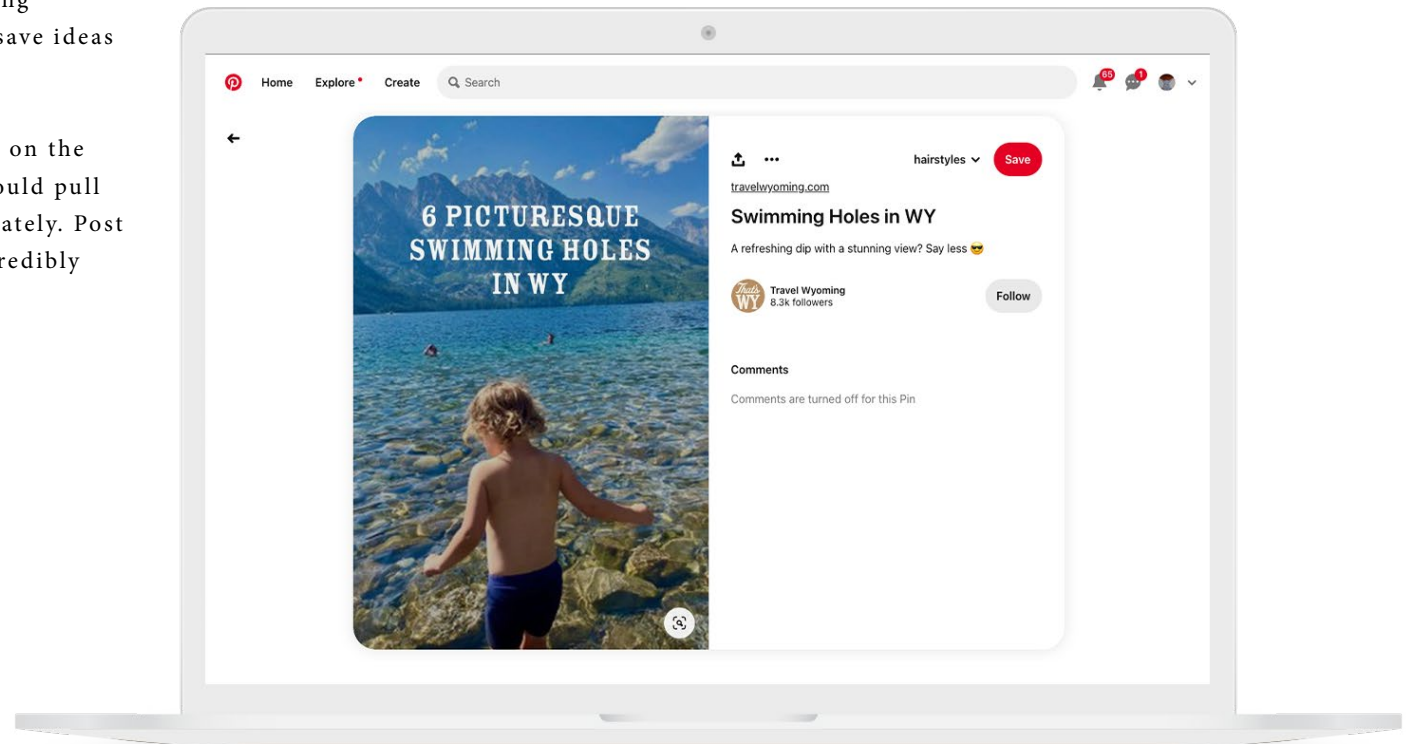 save ideas
on the
ould pull
ately. Post
redibly
Home Explore Create Search 65 1
6 PICTURESQUE
SWIMMING HOLES
IN WY
hairstyles Save
travelwyoming.com
Swimming Holes in WY
A refreshing dip with a stunning view? Say less 😎
That's
WY
Travel Wyoming
8.3k followers
Follow
Comments
Comments are turned off for this Pin